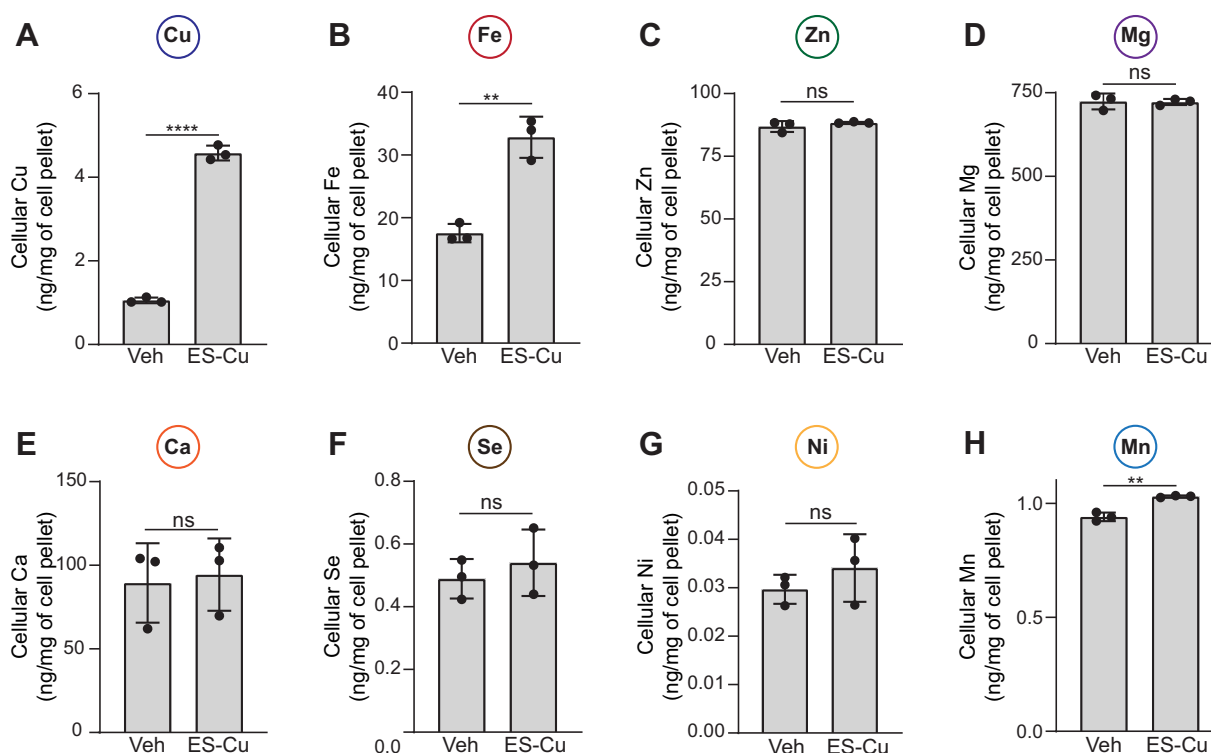 A
Cu
6
4
2
0
Cellular Cu
(ng/mg of cell pellet)
****
Veh
ES-Cu
B
Fe
40
30
20
10
0
Cellular Fe
(ng/mg of cell pellet)
**
Veh
ES-Cu
C
Zn
100
75
50
25
0
Cellular Zn
(ng/mg of cell pellet)
ns
Veh
ES-Cu
D
Mg
750
500
250
0
Cellular Mg
(ng/mg of cell pellet)
ns
Veh
ES-Cu
E
Ca
150
100
50
0
Cellular Ca
(ng/mg of cell pellet)
ns
Veh
ES-Cu
F
Se
0.8
0.6
0.4
0.2
0.0
Cellular Se
(ng/mg of cell pellet)
ns
Veh
ES-Cu
G
Ni
0.05
0.04
0.03
0.02
0.01
0.00
Cellular Ni
(ng/mg of cell pellet)
ns
Veh
ES-Cu
H
Mn
1.0
0.5
0.0
Cellular Mn
(ng/mg of cell pellet)
**
Veh
ES-Cu